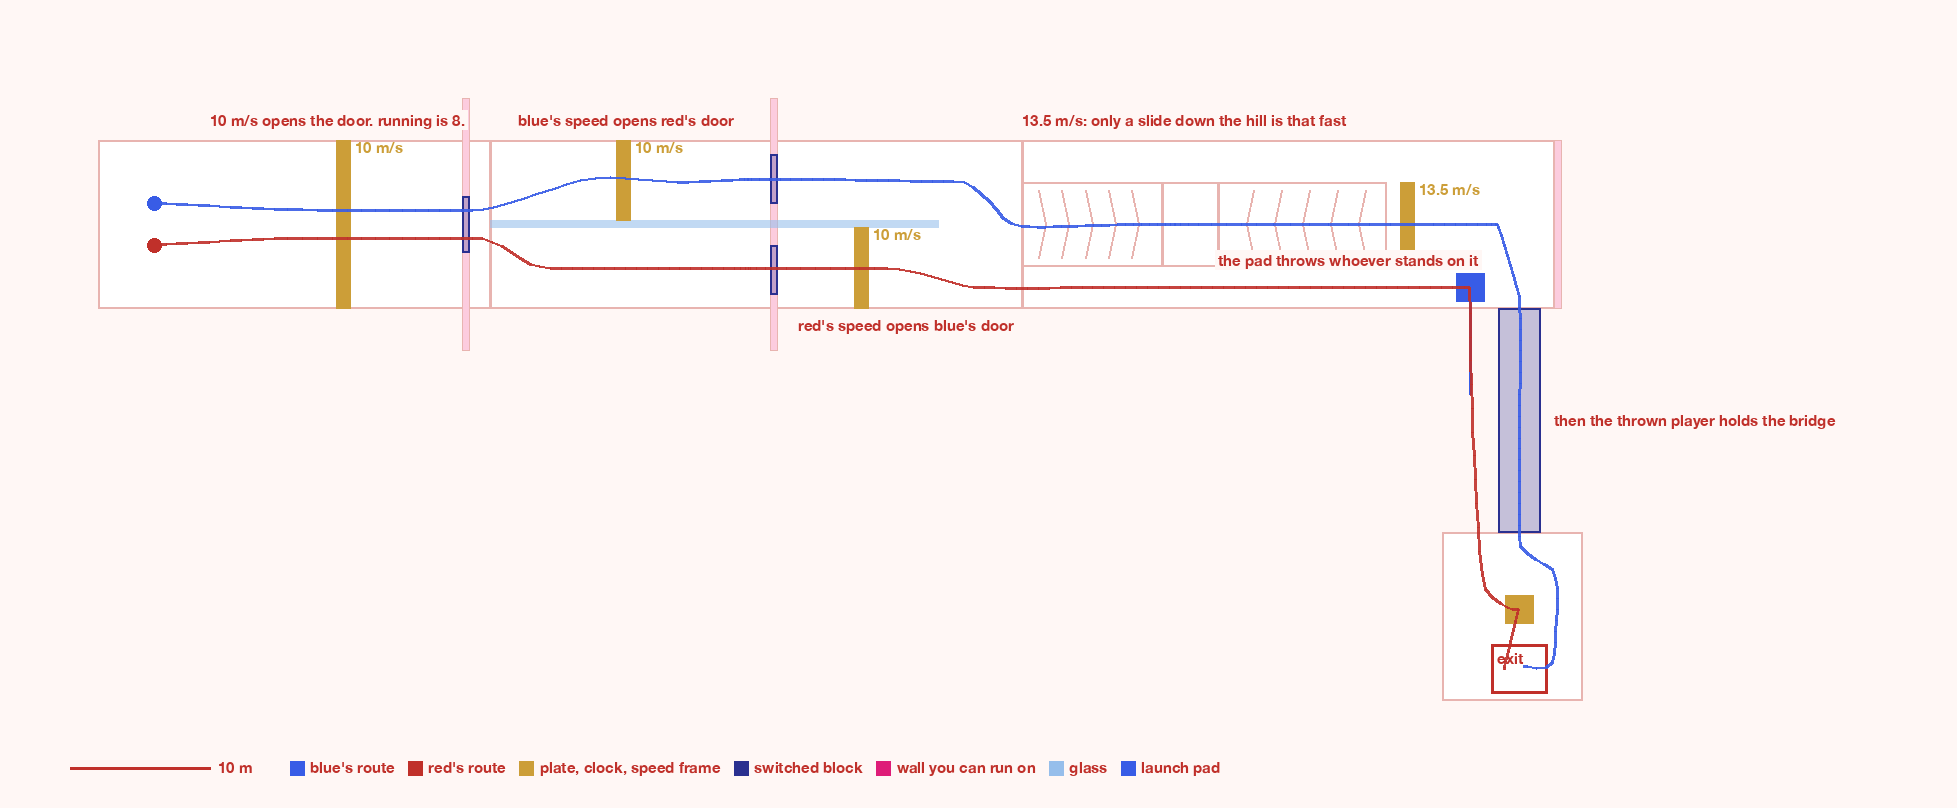 10 m/s opens the door. running is 8.
blue's speed opens red's door
13.5 m/s: only a slide down the hill is that fast
10 m/s
10 m/s
13.5 m/s
10 m/s
the pad throws whoever stands on it
red's speed opens blue's door
then the thrown player holds the bridge
exit
10 m
blue's route
red's route
plate, clock, speed frame
switched block
wall you can run on
glass
launch pad